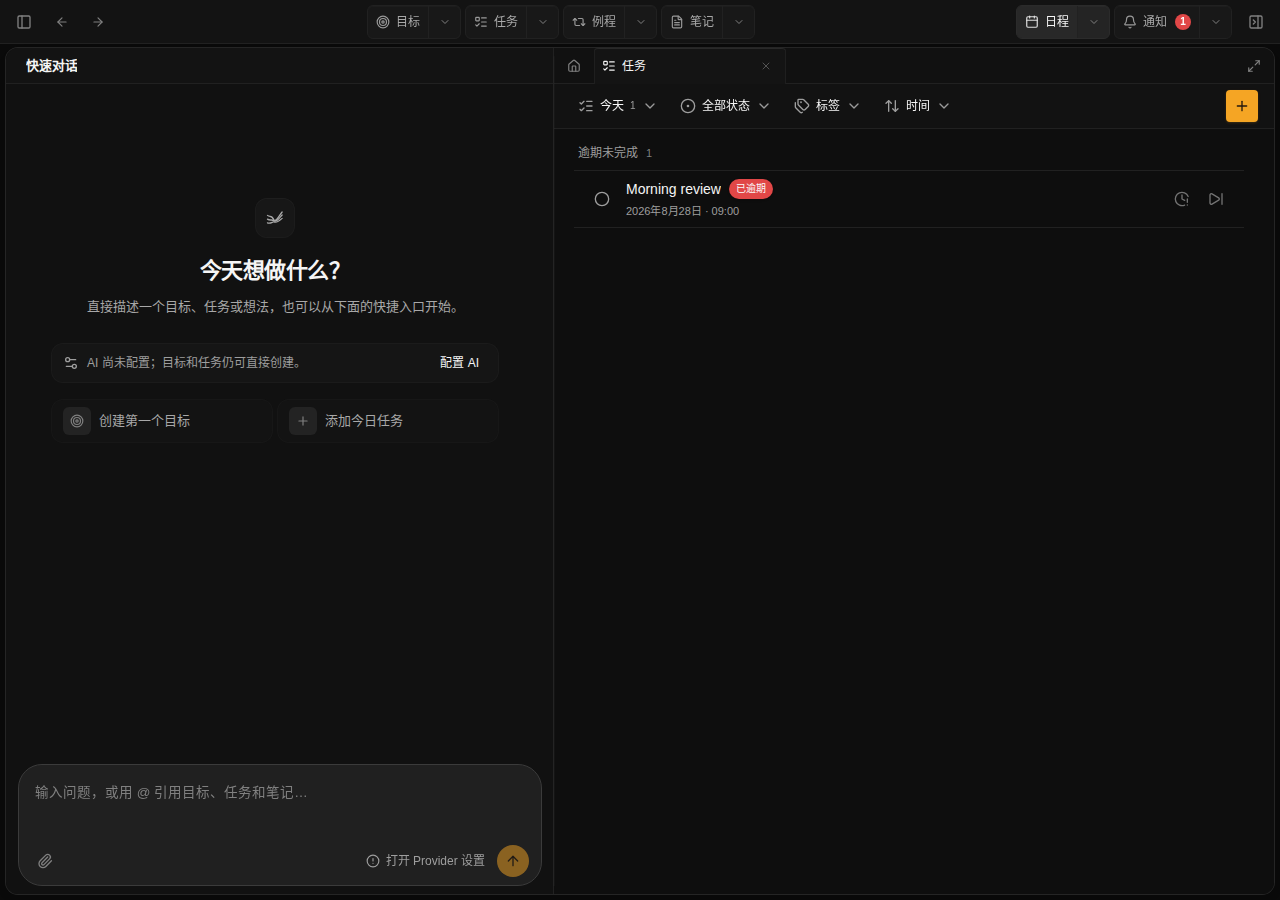 目标 任务 例程 笔记 日程 通知 1
快速对话
任务
今天 1 全部状态 标签 时间
逾期未完成 1
Morning review 已逾期
2026年8月28日 · 09:00
今天想做什么？
直接描述一个目标、任务或想法，也可以从下面的快捷入口开始。
AI 尚未配置；目标和任务仍可直接创建。 配置 AI
创建第一个目标 添加今日任务
输入问题，或用 @ 引用目标、任务和笔记…
打开 Provider 设置